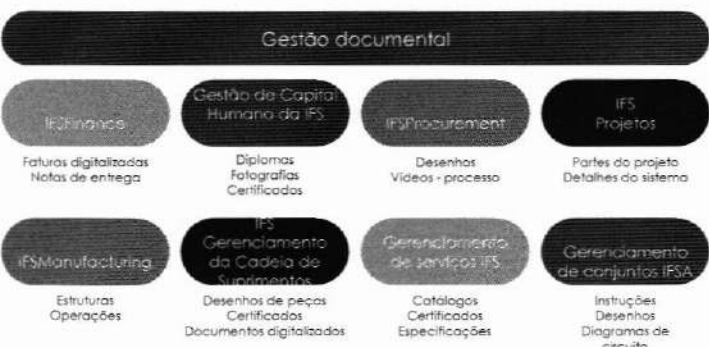 Gestão documental
IFSFinance
Faturas digitalizadas
Notas de entrega
Gestão de Capital
Humano da IFS
Diplomas
Fotografias
Certificados
IFSProcurement
Desenhos
Vídeos - processo
IFS
Projetos
Partes do projeto
Detalhes do sistema
IFSManufacturing
Estruturas
Operações
IFS
Gerenciamento
da Cadeia de
Suprimentos
Desenhos de peças
Certificados
Documentos digitalizados
Gerenciamento
de serviços IFS
Catálogos
Certificados
Especificações
Gerenciamento
de conjuntos IFSA
Instruções
Desenhos
Diagramas de
circuito